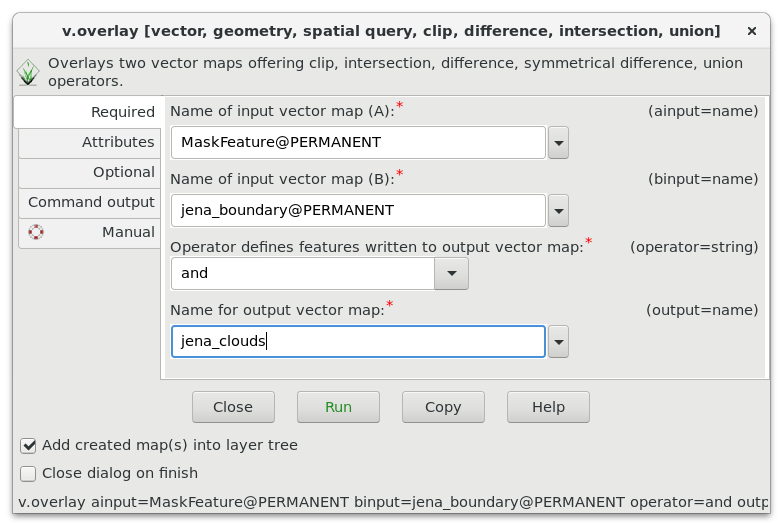 v.overlay [vector, geometry, spatial query, clip, difference, intersection, union]
×
Overlays two vector maps offering clip, intersection, difference, symmetrical difference, union
operators.
Required
Attributes
Optional
Command output
Manual
Name of input vector map (A):* (ainput=name)
MaskFeature@PERMANENT
Name of input vector map (B):* (binput=name)
jena_boundary@PERMANENT
Operator defines features written to output vector map:* (operator=string)
and
Name for output vector map:* (output=name)
jena_clouds
Close Run Copy Help
Add created map(s) into layer tree
Close dialog on finish
v.overlay ainput=MaskFeature@PERMANENT binput=jena_boundary@PERMANENT operator=and outp